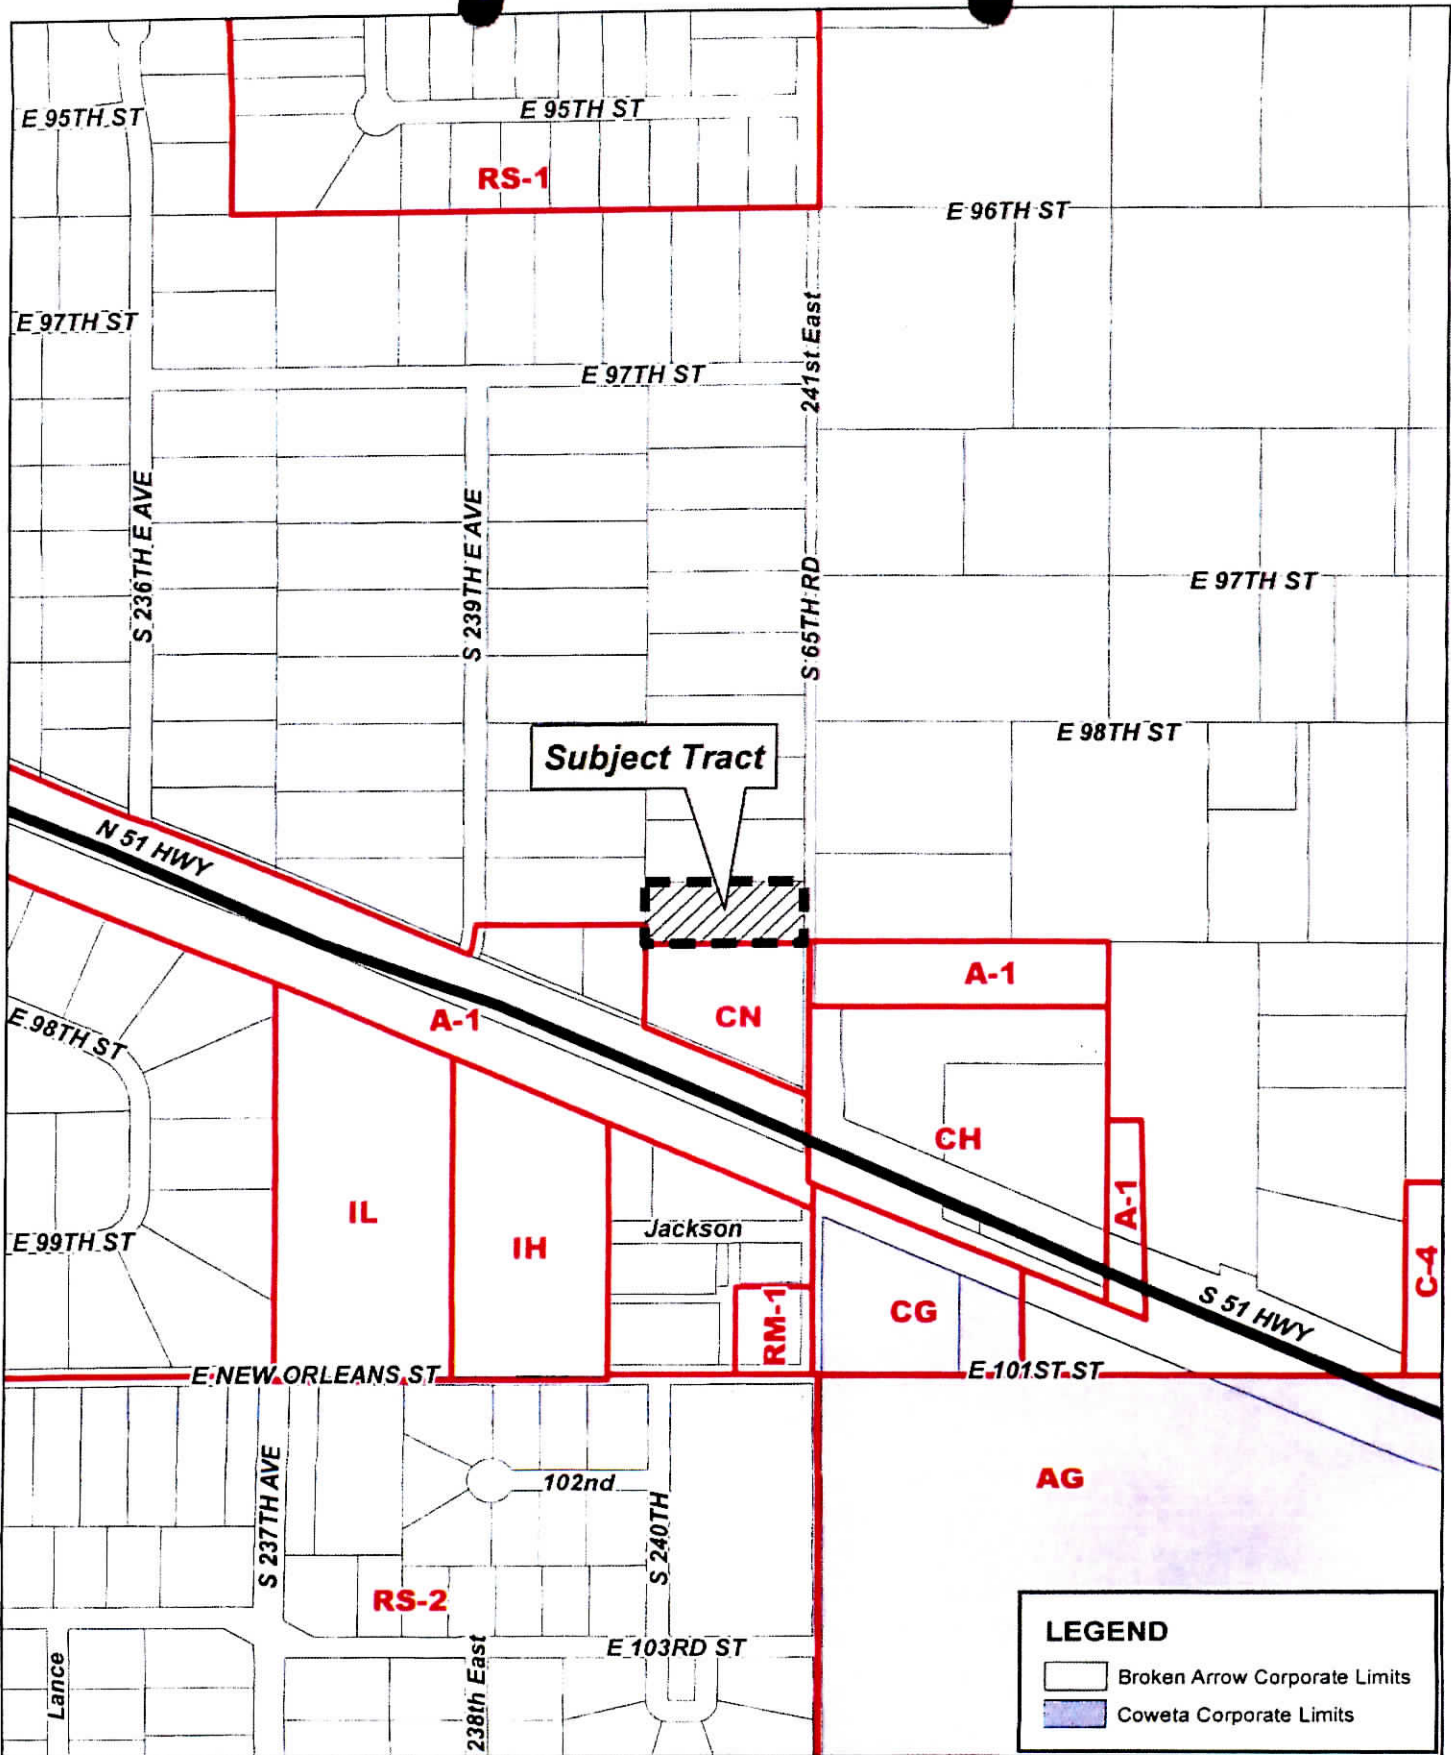 E 95TH ST
E 95TH ST
RS-1
E 96TH ST
E 97TH ST
241st East
E 97TH ST
S 236TH E AVE
S 239TH E AVE
S 65TH RD
E 97TH ST
E 98TH ST
Subject Tract
N 51 HWY
A-1
A-1
CN
E 98TH ST
CH
A-1
IL
Jackson
IH
E 99TH ST
C-4
CG
RM-1
S 51 HWY
E NEW ORLEANS ST
E 101ST ST
AG
102nd
S 237TH AVE
S 240TH
RS-2
E 103RD ST
Lance
238th East
LEGEND
Broken Arrow Corporate Limits
Coweta Corporate Limits